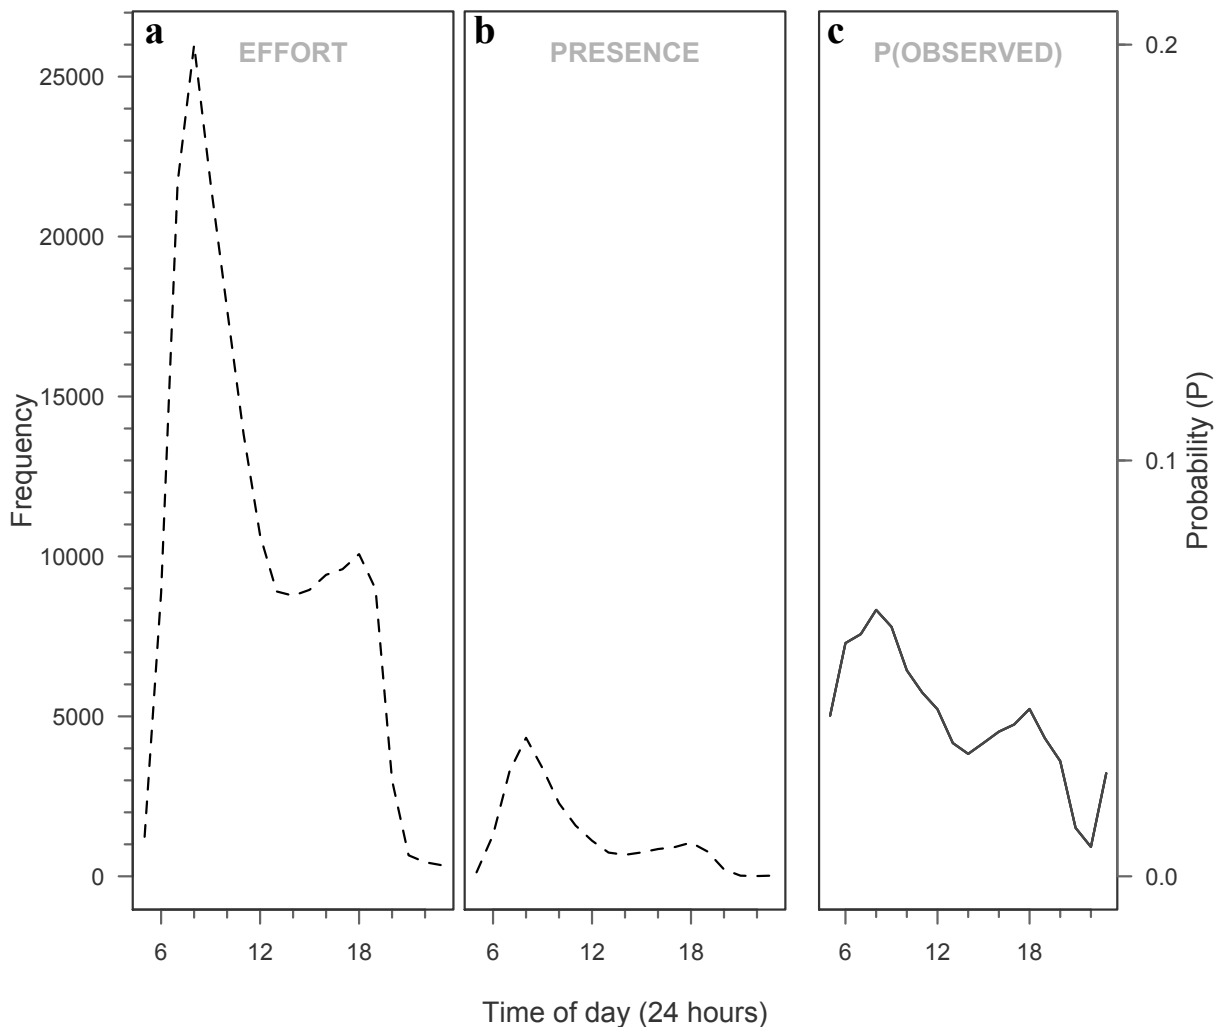 a EFFORT
b PRESENCE
c P(OBSERVED)
Frequency
25000
20000
15000
10000
5000
0
0.2
0.1
0.0
Probability (P)
6 12 18
6 12 18
6 12 18
Time of day (24 hours)